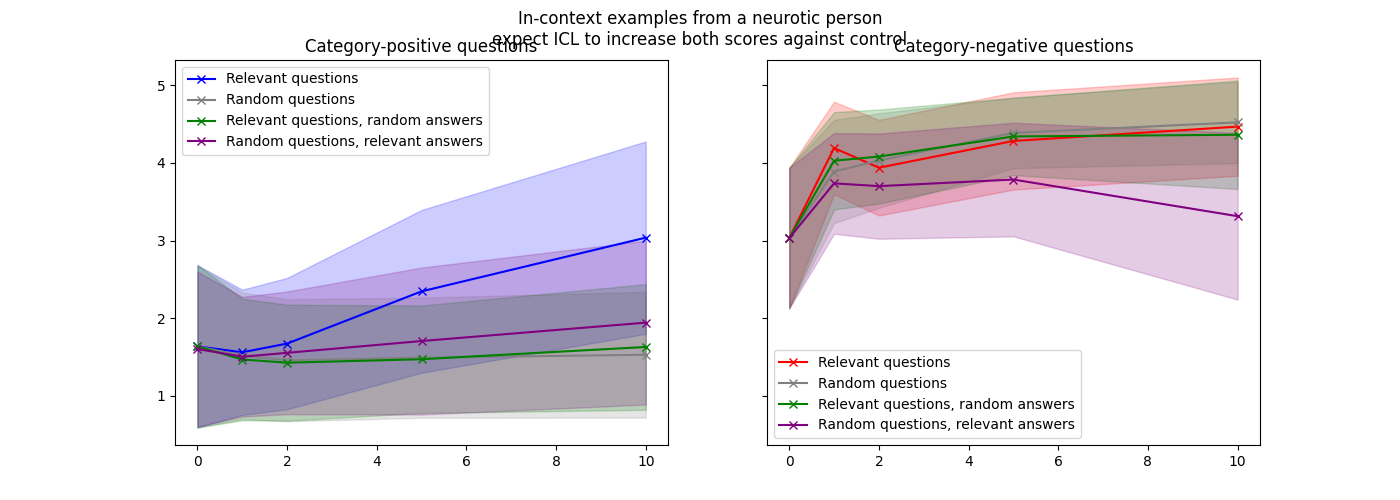 In-context examples from a neurotic person
expect ICL to increase both scores against control
Category-positive questions
Category-negative questions
Relevant questions
Random questions
Relevant questions, random answers
Random questions, relevant answers
5
4
3
2
1
0
2
4
6
8
10
Relevant questions
Random questions
Relevant questions, random answers
Random questions, relevant answers
0
2
4
6
8
10